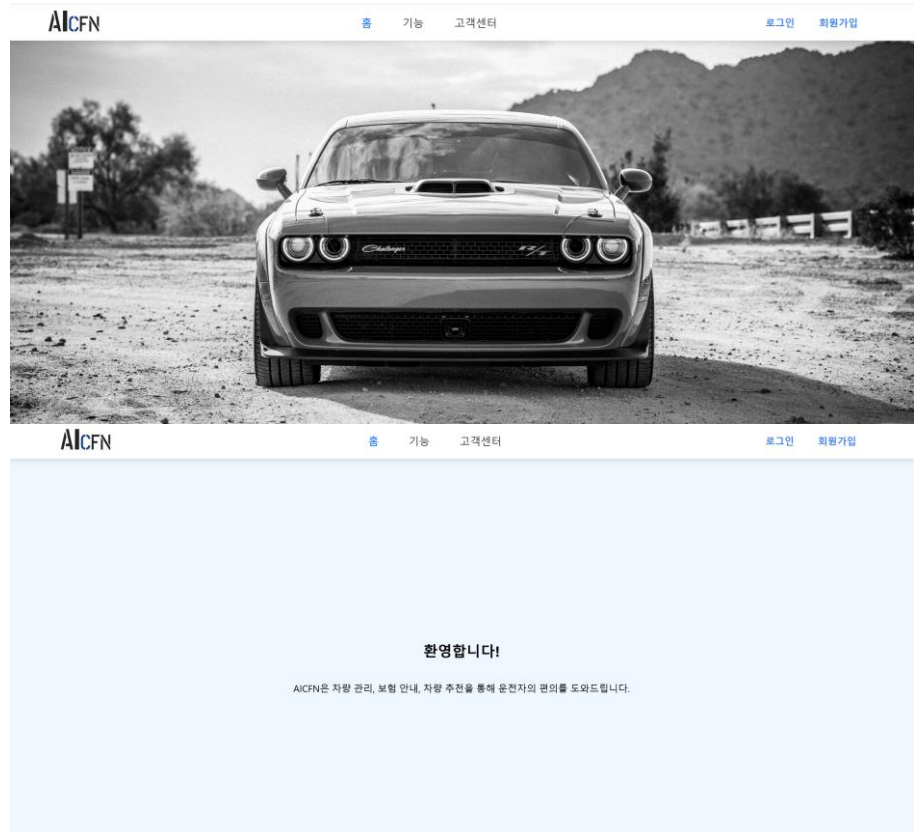 AICFN 홈 기능 고객센터 로그인 회원가입
Challenger
AICFN 홈 기능 고객센터 로그인 회원가입
환영합니다!
AICFN은 차량 관리, 보험 안내, 차량 추천을 통해 운전자의 편의를 도와드립니다.